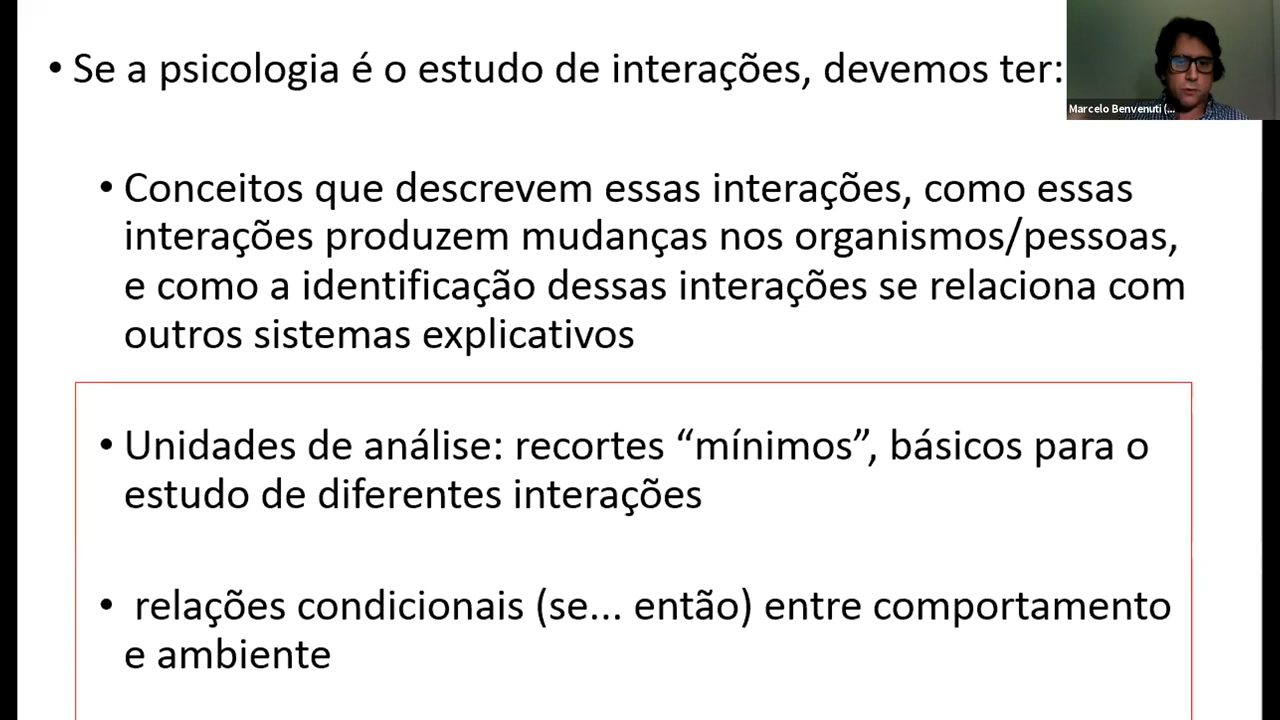 • Se a psicologia é o estudo de interações, devemos ter:
Marcelo Benvenuti (...
• Conceitos que descrevem essas interações, como essas
interações produzem mudanças nos organismos/pessoas,
e como a identificação dessas interações se relaciona com
outros sistemas explicativos
• Unidades de análise: recortes “mínimos”, básicos para o
estudo de diferentes interações
• relações condicionais (se... então) entre comportamento
e ambiente